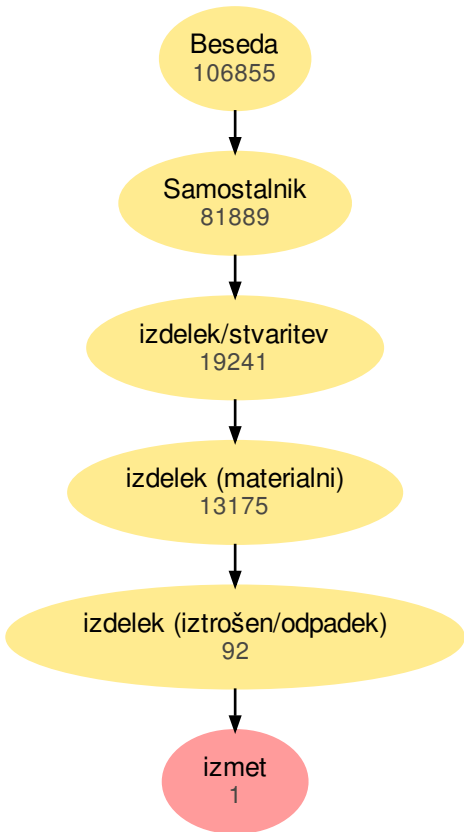 Beseda
106855
Samostalnik
81889
izdelek/stvaritev
19241
izdelek (materialni)
13175
izdelek (iztrošen/odpadek)
92
izmet
1